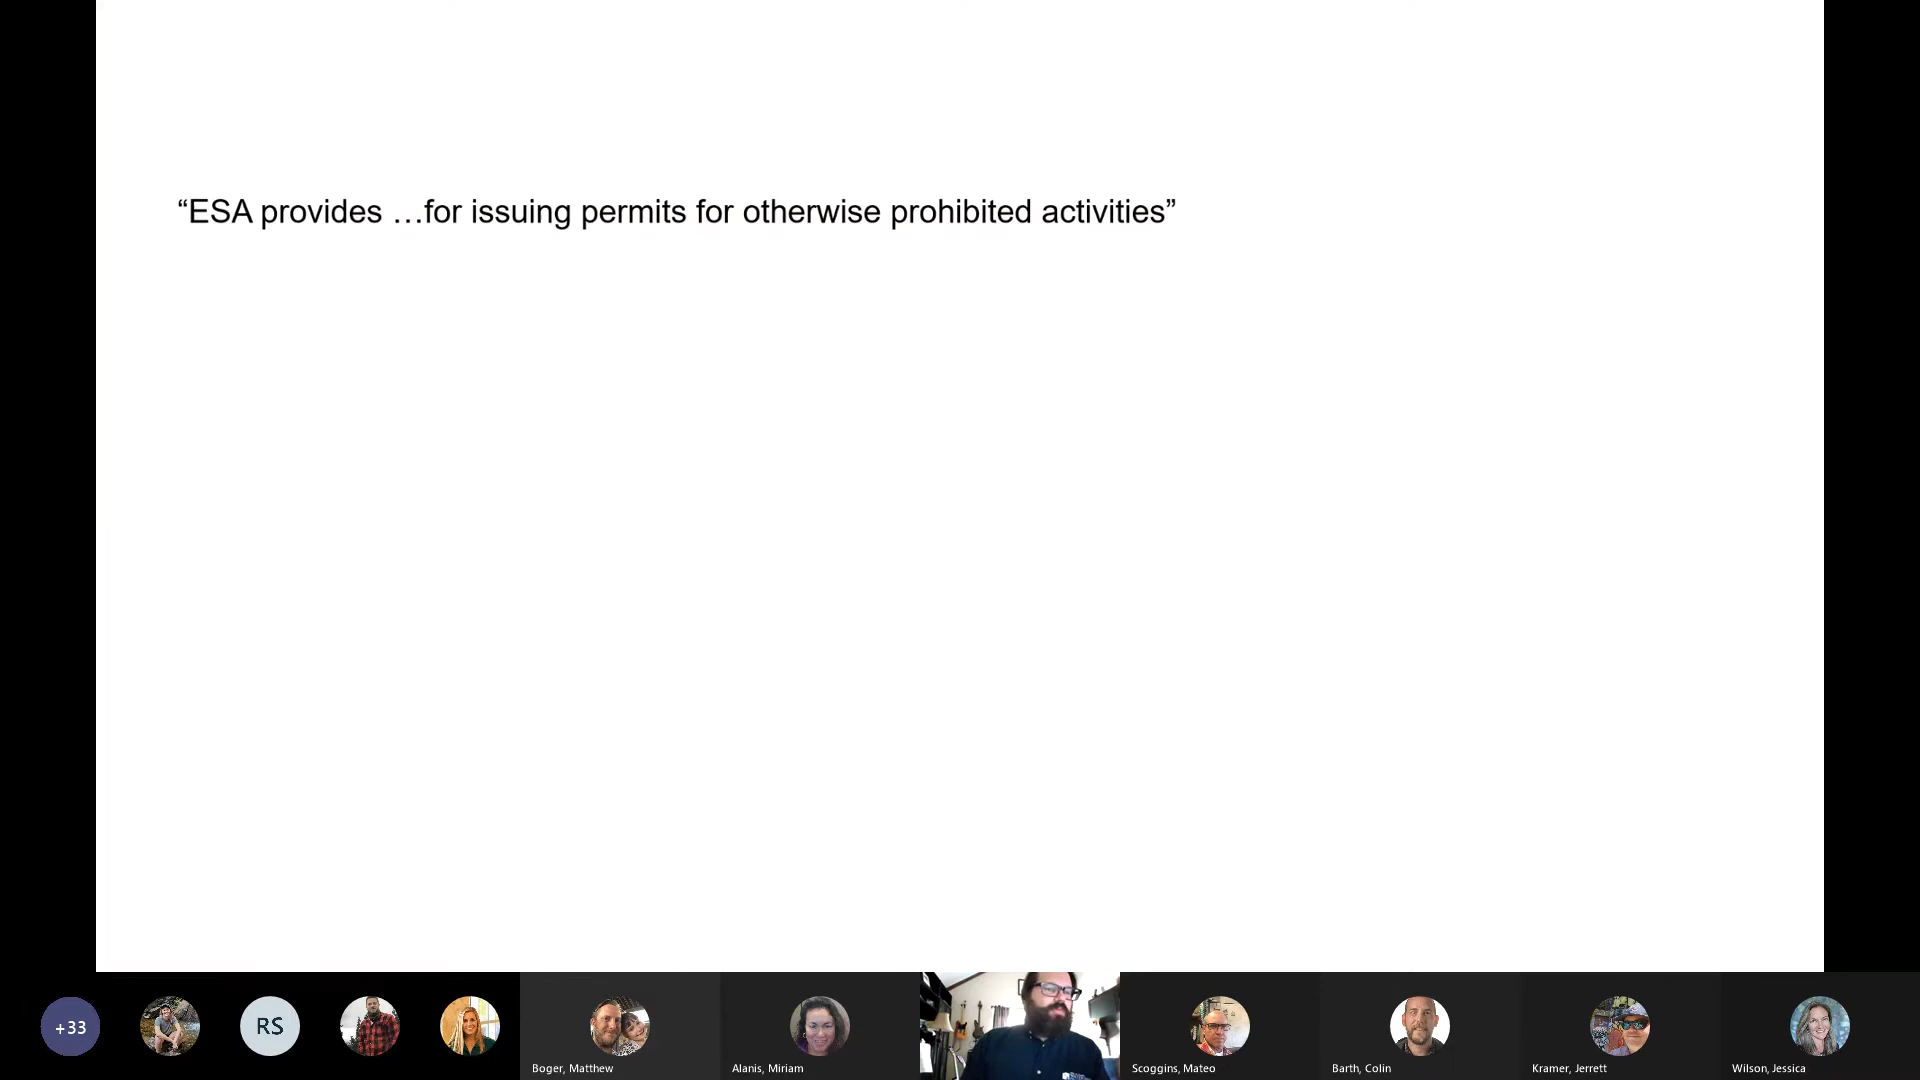 “ESA provides …for issuing permits for otherwise prohibited activities”
+33
RS
Boger, Matthew
Alanis, Miriam
Scoggins, Mateo
Barth, Colin
Kramer, Jerrett
Wilson, Jessica